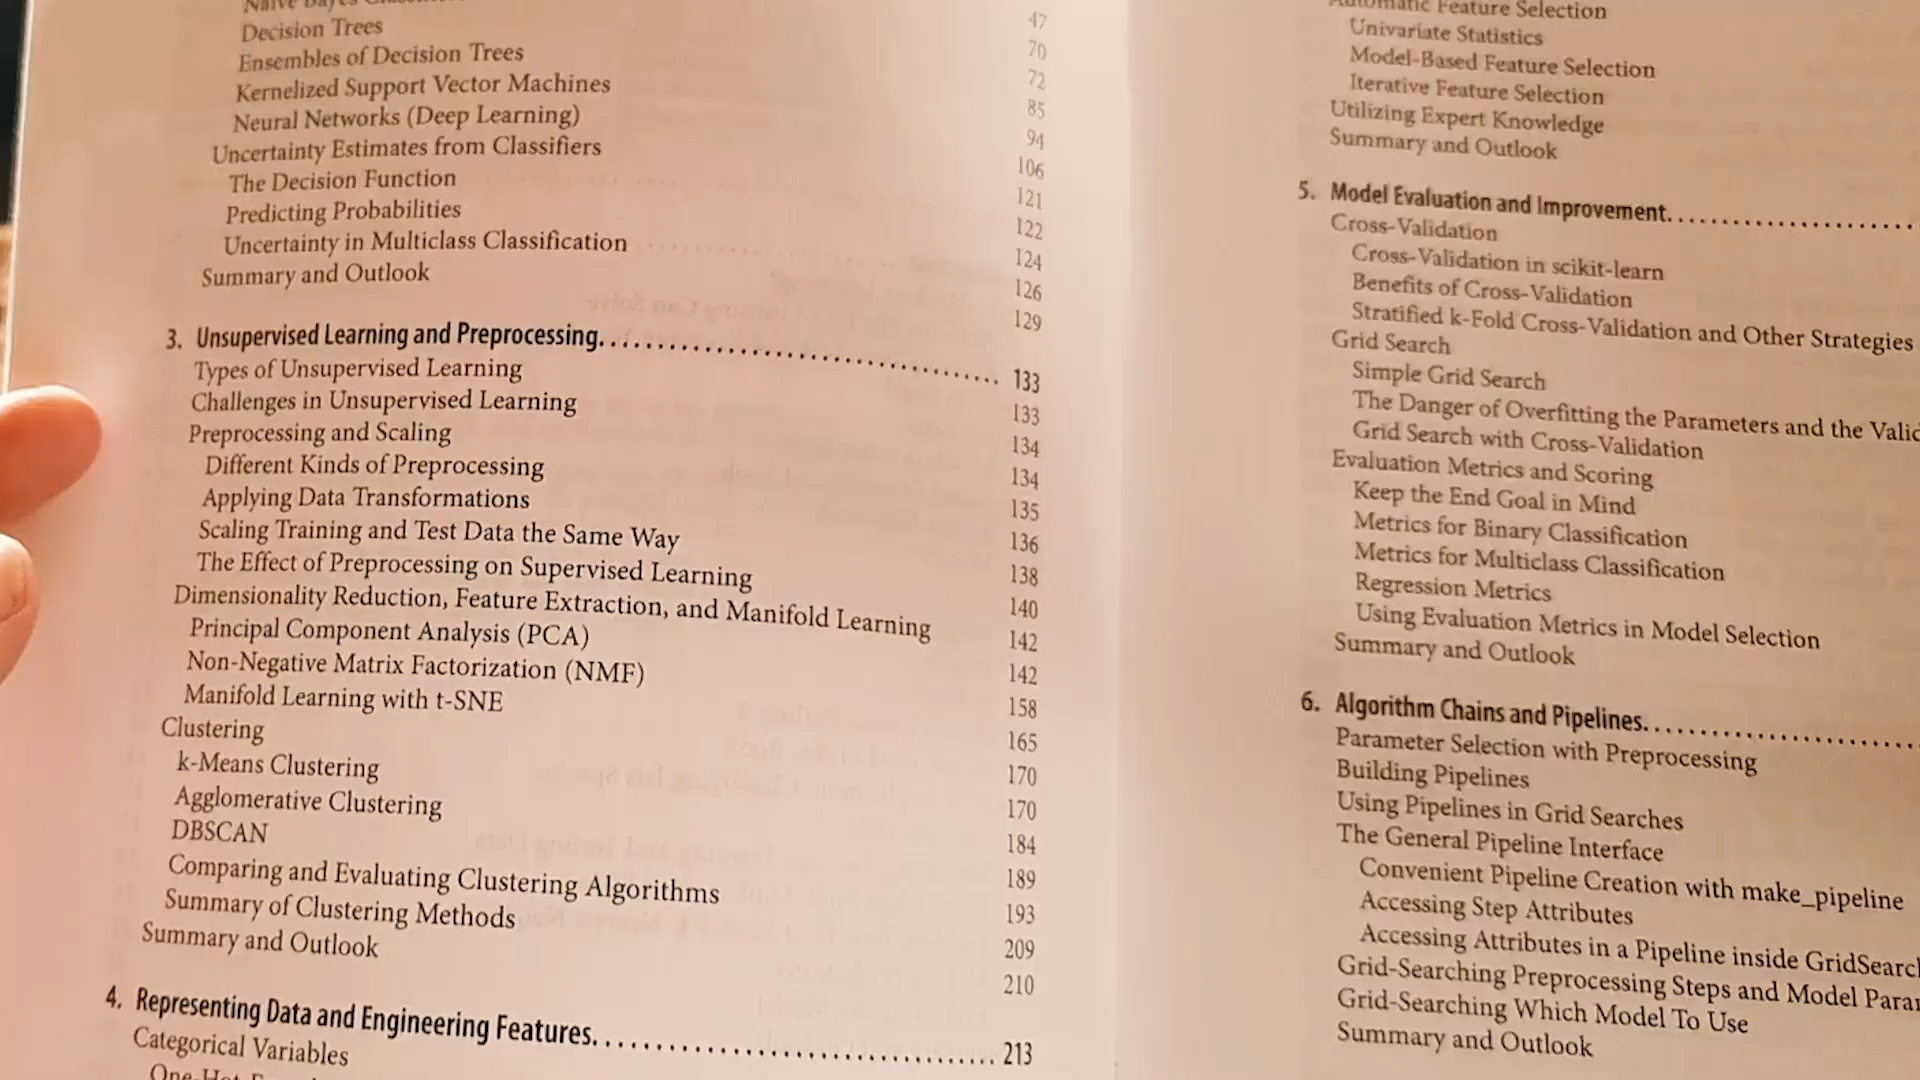 47
Naive Bayes 70
Decision Trees 72
Ensembles of Decision Trees 85
Kernelized Support Vector Machines 94
Neural Networks (Deep Learning) 106
Uncertainty Estimates from Classifiers 121
The Decision Function 122
Predicting Probabilities 124
Uncertainty in Multiclass Classification 126
Summary and Outlook 129
3. Unsupervised Learning and Preprocessing. . . . . . . . . . . . . . . . . . . . . . . . . . . . . . . . . . . . 133
Types of Unsupervised Learning 133
Challenges in Unsupervised Learning 134
Preprocessing and Scaling 134
Different Kinds of Preprocessing 135
Applying Data Transformations 136
Scaling Training and Test Data the Same Way 138
The Effect of Preprocessing on Supervised Learning 140
Dimensionality Reduction, Feature Extraction, and Manifold Learning 142
Principal Component Analysis (PCA) 142
Non-Negative Matrix Factorization (NMF) 158
Manifold Learning with t-SNE 165
Clustering 170
k-Means Clustering 170
Agglomerative Clustering 184
DBSCAN 189
Comparing and Evaluating Clustering Algorithms 193
Summary of Clustering Methods 209
Summary and Outlook 210
4. Representing Data and Engineering Features. . . . . . . . . . . . . . . . . . . . . . . . . . . . . . . . . 213
Categorical Variables
Automatic Feature Selection
Univariate Statistics
Model-Based Feature Selection
Iterative Feature Selection
Utilizing Expert Knowledge
Summary and Outlook
5. Model Evaluation and Improvement. . . . . . . . . . . . . . . . . . . .
Cross-Validation
Cross-Validation in scikit-learn
Benefits of Cross-Validation
Stratified k-Fold Cross-Validation and Other Strategies
Grid Search
Simple Grid Search
The Danger of Overfitting the Parameters and the Valid
Grid Search with Cross-Validation
Evaluation Metrics and Scoring
Keep the End Goal in Mind
Metrics for Binary Classification
Metrics for Multiclass Classification
Regression Metrics
Using Evaluation Metrics in Model Selection
Summary and Outlook
6. Algorithm Chains and Pipelines. . . . . . . . . . . . . . . . . . . . . .
Parameter Selection with Preprocessing
Building Pipelines
Using Pipelines in Grid Searches
The General Pipeline Interface
Convenient Pipeline Creation with make_pipeline
Accessing Step Attributes
Accessing Attributes in a Pipeline inside GridSearch
Grid-Searching Preprocessing Steps and Model Para
Grid-Searching Which Model To Use
Summary and Outlook